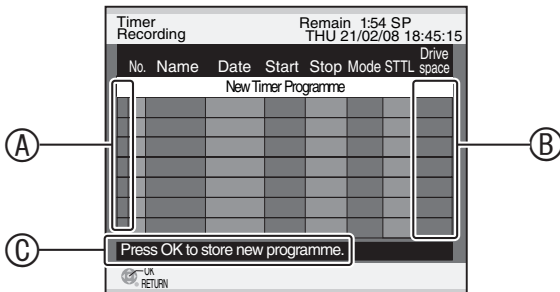 Timer Recording
Remain 1:54 SP
THU 21/02/08 18:45:15
No. Name Date Start Stop Mode STTL Drive space
New Timer Programme
A
B
C
Press OK to store new programme.
OK
RETURN